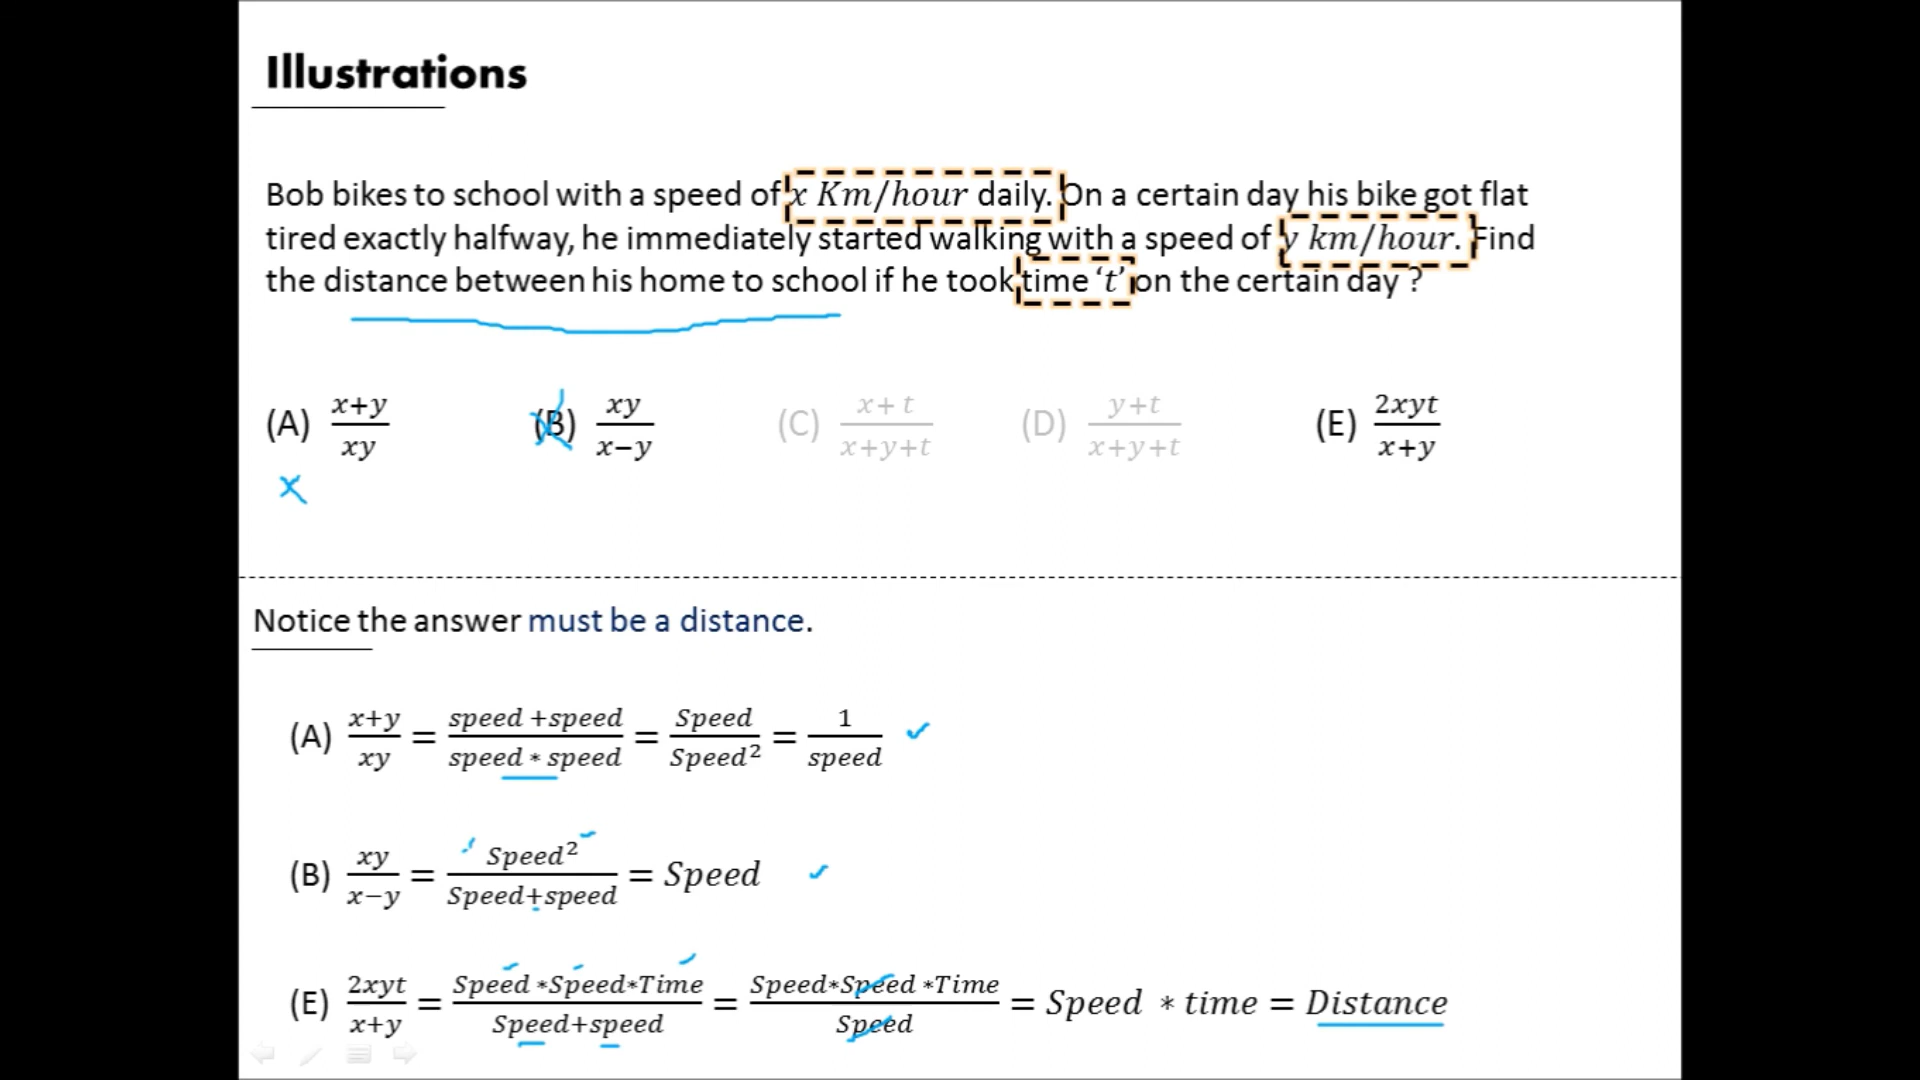 Illustrations
Bob bikes to school with a speed of x Km/hour daily. On a certain day his bike got flat
tired exactly halfway, he immediately started walking with a speed of y km/hour. Find
the distance between his home to school if he took time ‘t’ on the certain day ?
(A) x+y/xy (B) xy/x−y (C) x+ t/x+y+t (D) y+t/x+y+t (E) 2xyt/x+y
x
Notice the answer must be a distance.
(A) x+y/xy = speed +speed/speed * speed = Speed/Speed² = 1/speed
(B) xy/x−y = Speed²/Speed+speed = Speed
(E) 2xyt/x+y = Speed *Speed*Time/Speed+speed = Speed*Speed *Time/Speed = Speed * time = Distance